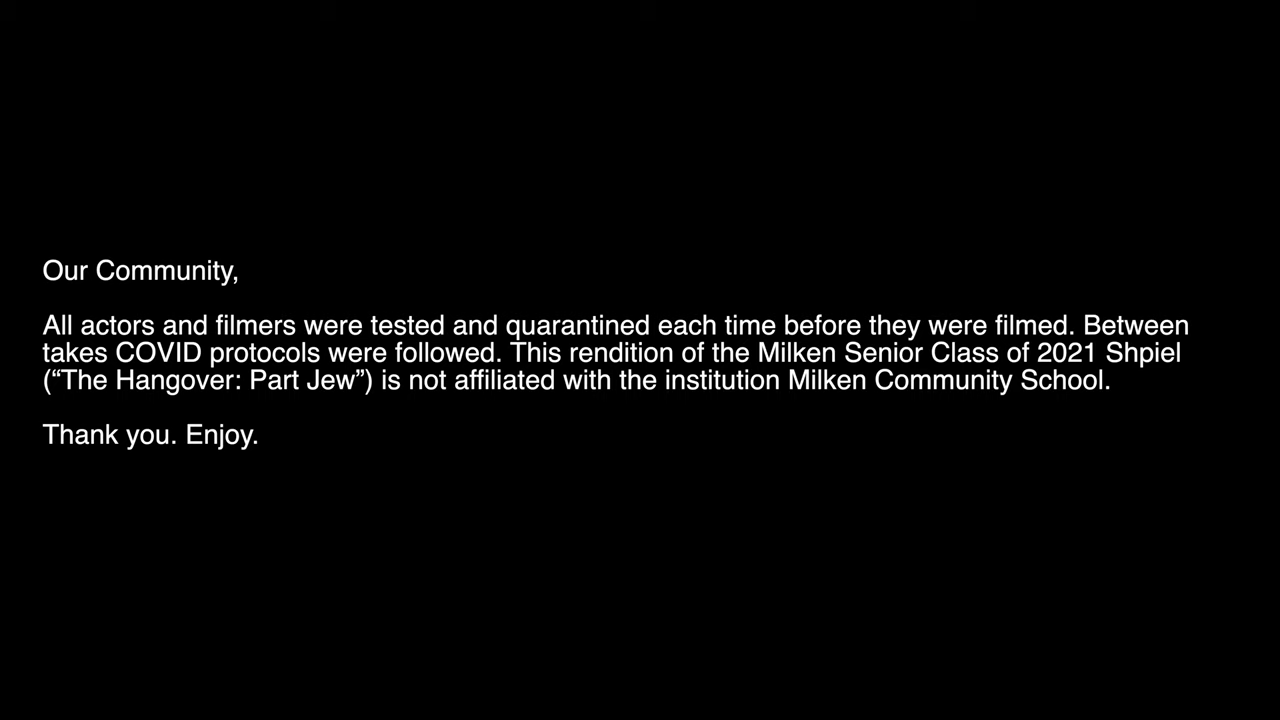 Our Community,
All actors and filmers were tested and quarantined each time before they were filmed. Between
takes COVID protocols were followed. This rendition of the Milken Senior Class of 2021 Shpiel
(“The Hangover: Part Jew”) is not affiliated with the institution Milken Community School.
Thank you. Enjoy.